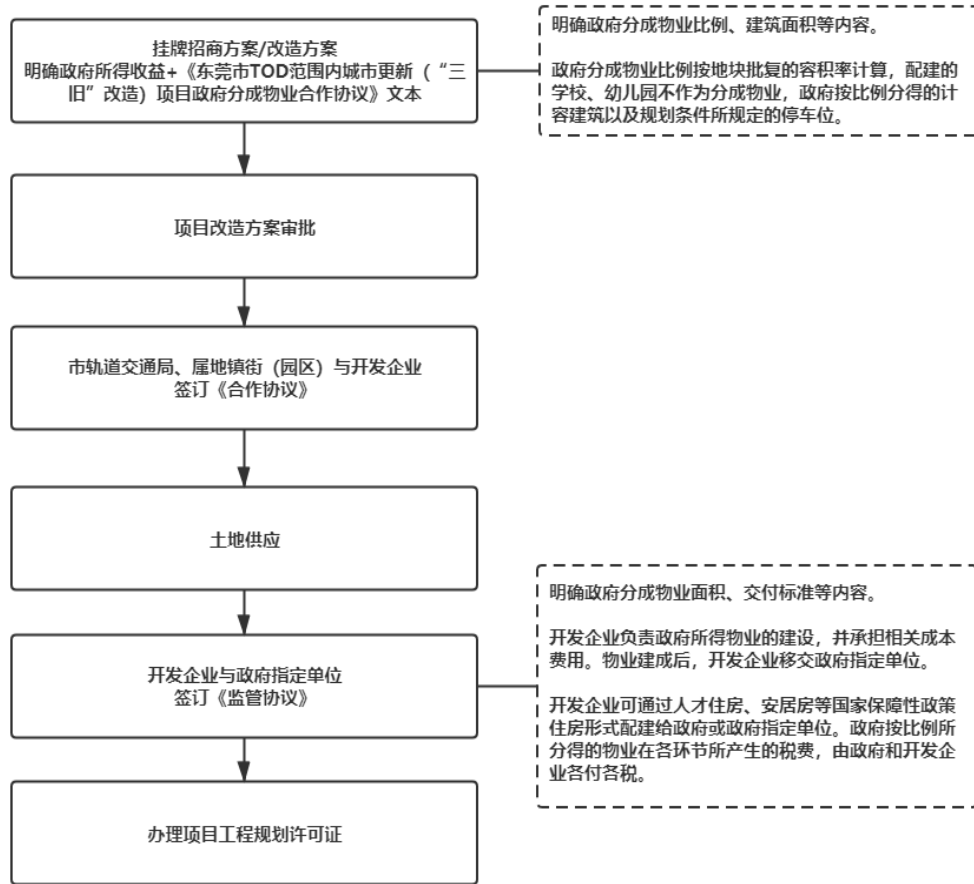 挂牌招商方案/改造方案
明确政府所得收益+《东莞市TOD范围内城市更新（“三
旧”改造）项目政府分成物业合作协议》文本
明确政府分成物业比例、建筑面积等内容。
政府分成物业比例按地块批复的容积率计算，配建的
学校、幼儿园不作为分成物业，政府按比例分得的计
容建筑以及规划条件所规定的停车位。
项目改造方案审批
市轨道交通局、属地镇街（园区）与开发企业
签订《合作协议》
土地供应
开发企业与政府指定单位
签订《监管协议》
明确政府分成物业面积、交付标准等内容。
开发企业负责政府所得物业的建设，并承担相关成本
费用。物业建成后，开发企业移交政府指定单位。
开发企业可通过人才住房、安居房等国家保障性政策
住房形式配建给政府或政府指定单位。政府按比例所
分得的物业在各环节所产生的税费，由政府和开发企
业各付各税。
办理项目工程规划许可证